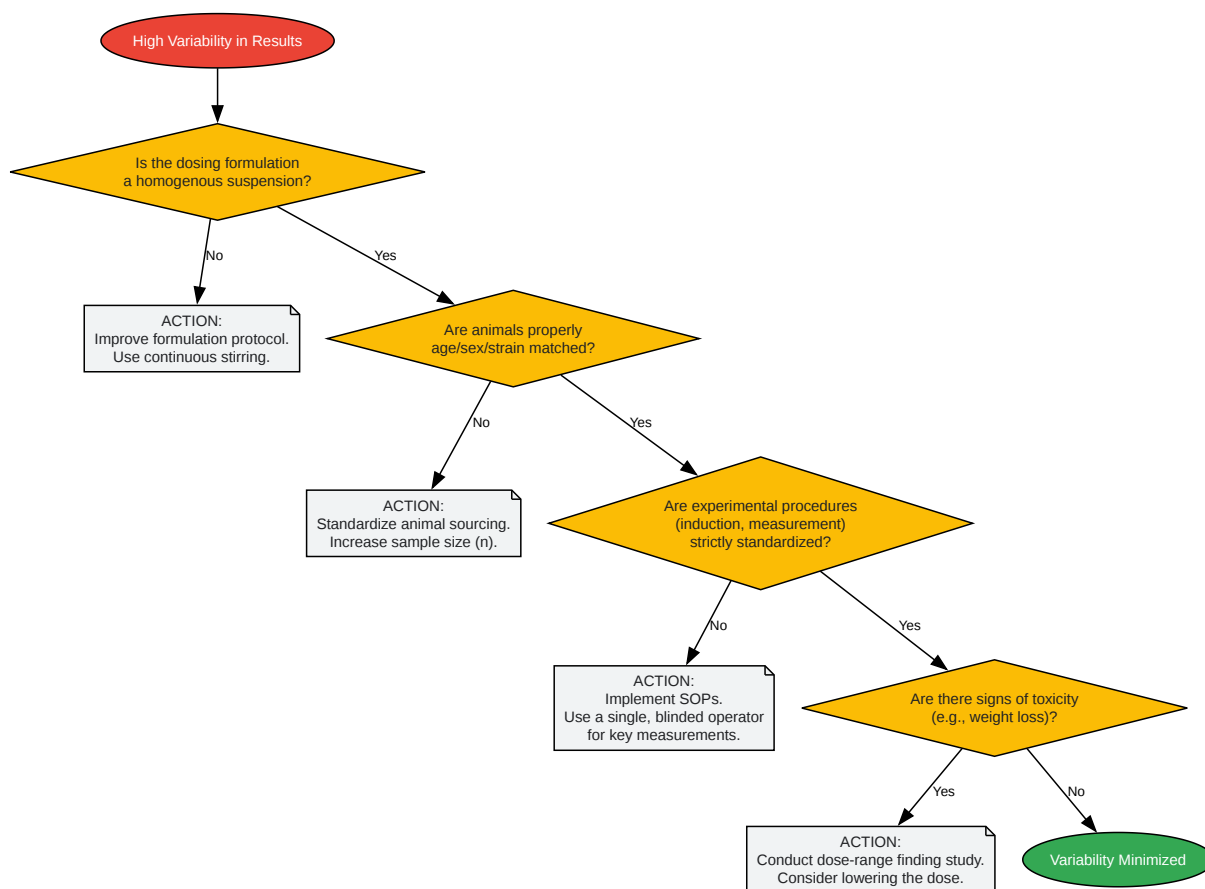 High Variability in Results
Is the dosing formulation
a homogenous suspension?
No
Yes
ACTION:
Improve formulation protocol.
Use continuous stirring.
Are animals properly
age/sex/strain matched?
No
Yes
ACTION:
Standardize animal sourcing.
Increase sample size (n).
Are experimental procedures
(induction, measurement)
strictly standardized?
No
Yes
ACTION:
Implement SOPs.
Use a single, blinded operator
for key measurements.
Are there signs of toxicity
(e.g., weight loss)?
Yes
No
ACTION:
Conduct dose-range finding study.
Consider lowering the dose.
Variability Minimized